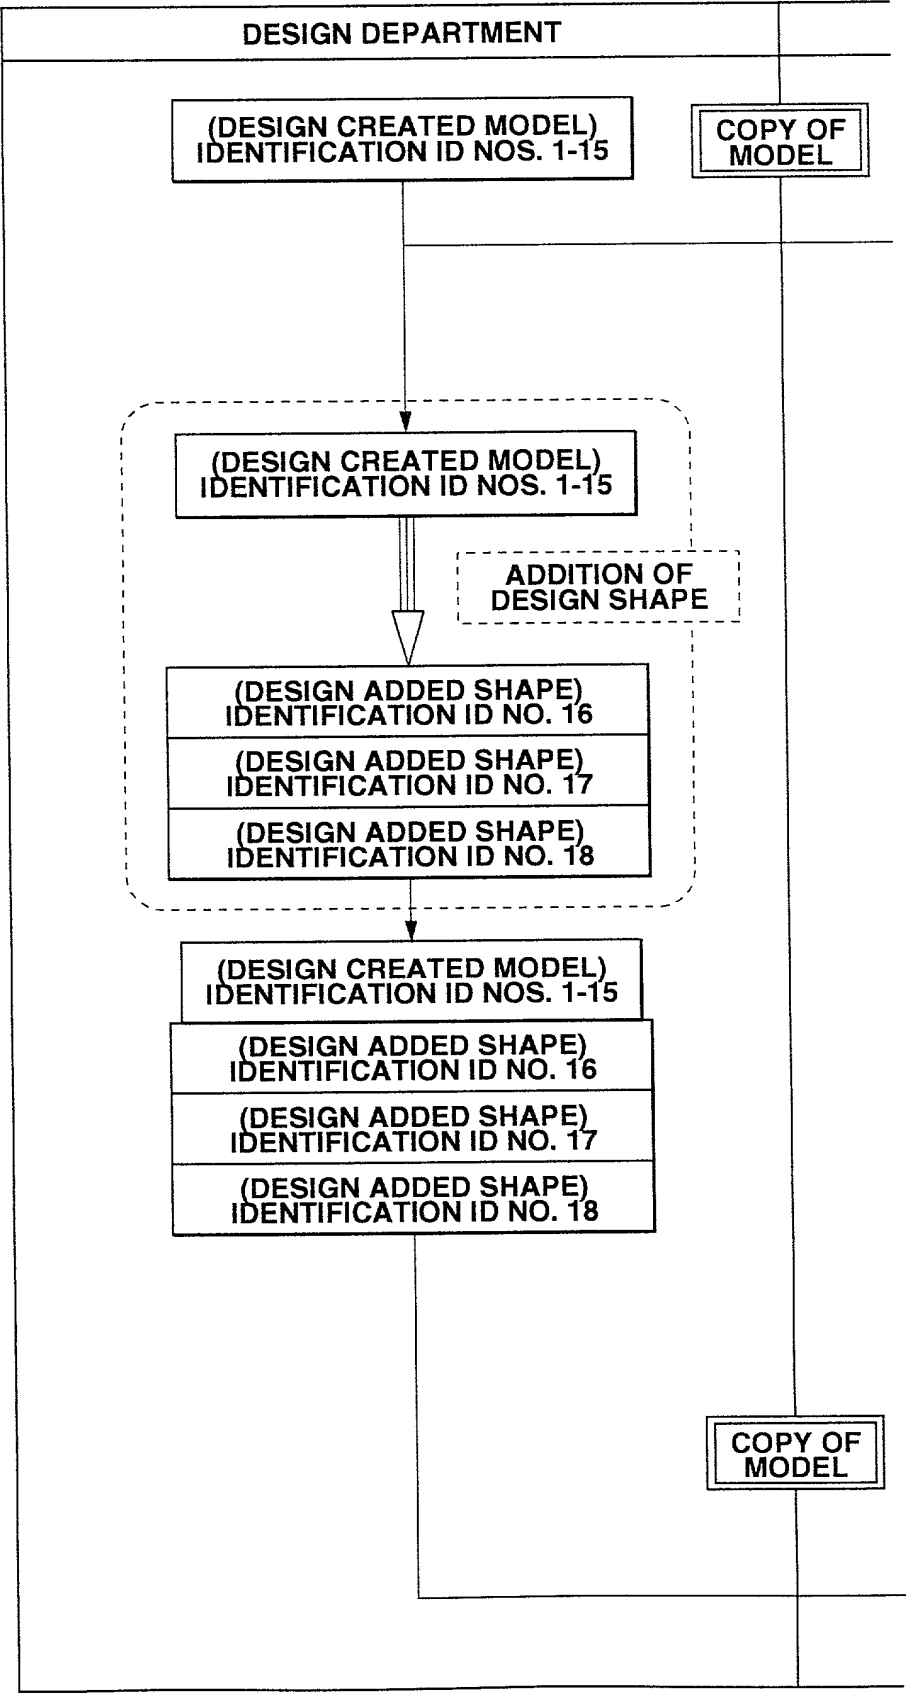 DESIGN DEPARTMENT
(DESIGN CREATED MODEL)
IDENTIFICATION ID NOS. 1-15
COPY OF
MODEL
(DESIGN CREATED MODEL)
IDENTIFICATION ID NOS. 1-15
ADDITION OF
DESIGN SHAPE
(DESIGN ADDED SHAPE)
IDENTIFICATION ID NO. 16
(DESIGN ADDED SHAPE)
IDENTIFICATION ID NO. 17
(DESIGN ADDED SHAPE)
IDENTIFICATION ID NO. 18
(DESIGN CREATED MODEL)
IDENTIFICATION ID NOS. 1-15
(DESIGN ADDED SHAPE)
IDENTIFICATION ID NO. 16
(DESIGN ADDED SHAPE)
IDENTIFICATION ID NO. 17
(DESIGN ADDED SHAPE)
IDENTIFICATION ID NO. 18
COPY OF
MODEL